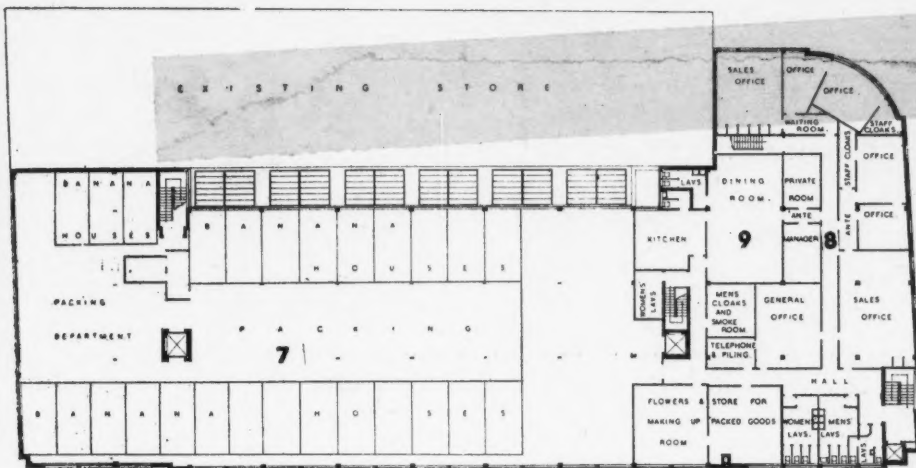 EXISTING STORE
SALES
OFFICE
OFFICE
OFFICE
WAITING
ROOM
STAFF
CLOAKS
STAFF CLOAKS
OFFICE
OFFICE
ANTE
BANANA
HOUSES
LAVS
DINING
ROOM
PRIVATE
ROOM
ANTE
MANAGER
9
8
BANANA
HOUSES
KITCHEN
WOMENS
LAVS
PACKING
DEPARTMENT
PACKING
7
MENS
CLOAKS
AND
SMOKE
ROOM
GENERAL
OFFICE
SALES
OFFICE
TELEPHONE
& PILING
HALL
BANANA HOUSES
FLOWERS &
MAKING UP
ROOM
STORE FOR
PACKED GOODS
WOMENS
LAVS.
MENS'
LAVS
LAVS